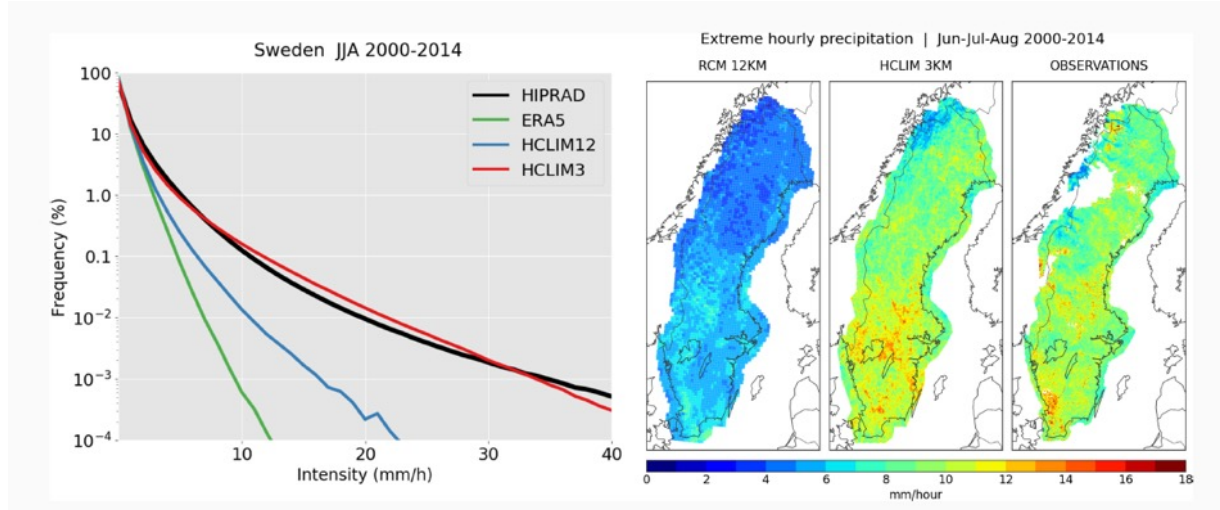 Sweden JJA 2000-2014
Frequency (%)
100
10
1.0
0.1
10⁻²
10⁻³
10⁻⁴
HIPRAD
ERA5
HCLIM12
HCLIM3
10 20 30 40
Intensity (mm/h)
Extreme hourly precipitation | Jun-Jul-Aug 2000-2014
RCM 12KM HCLIM 3KM OBSERVATIONS
0 2 4 6 8 10 12 14 16 18
mm/hour